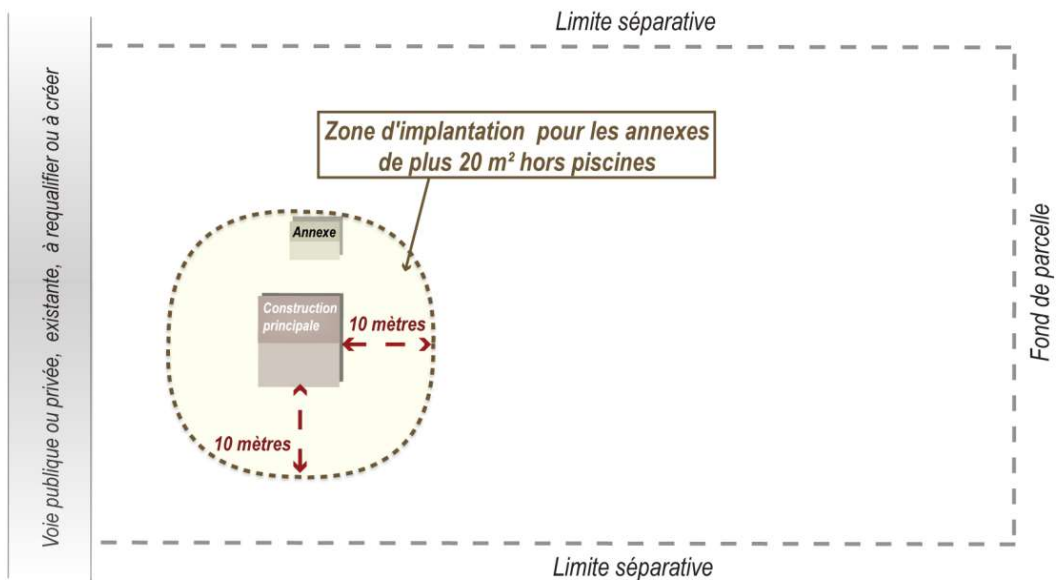 Limite séparative
Voie publique ou privée, existante, à requalifier ou à créer
Zone d'implantation pour les annexes
de plus 20 m² hors piscines
Annexe
Construction
principale
10 mètres
10 mètres
Fond de parcelle
Limite séparative